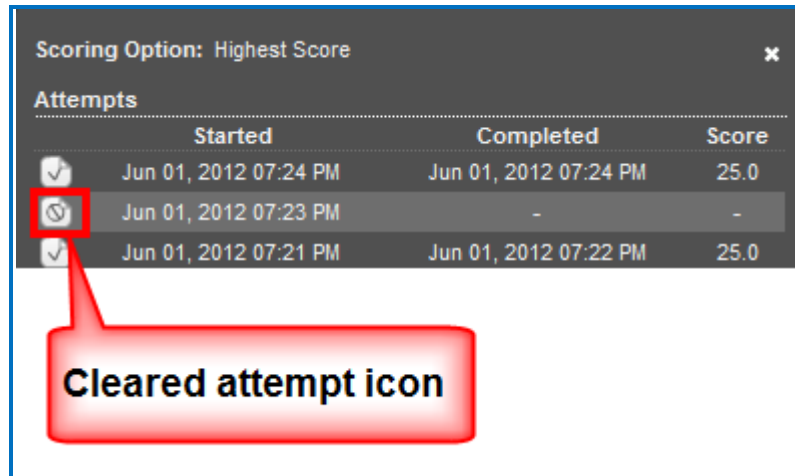 Scoring Option: Highest Score
Attempts
Started Completed Score
Jun 01, 2012 07:24 PM Jun 01, 2012 07:24 PM 25.0
Jun 01, 2012 07:23 PM - -
Jun 01, 2012 07:21 PM Jun 01, 2012 07:22 PM 25.0
Cleared attempt icon